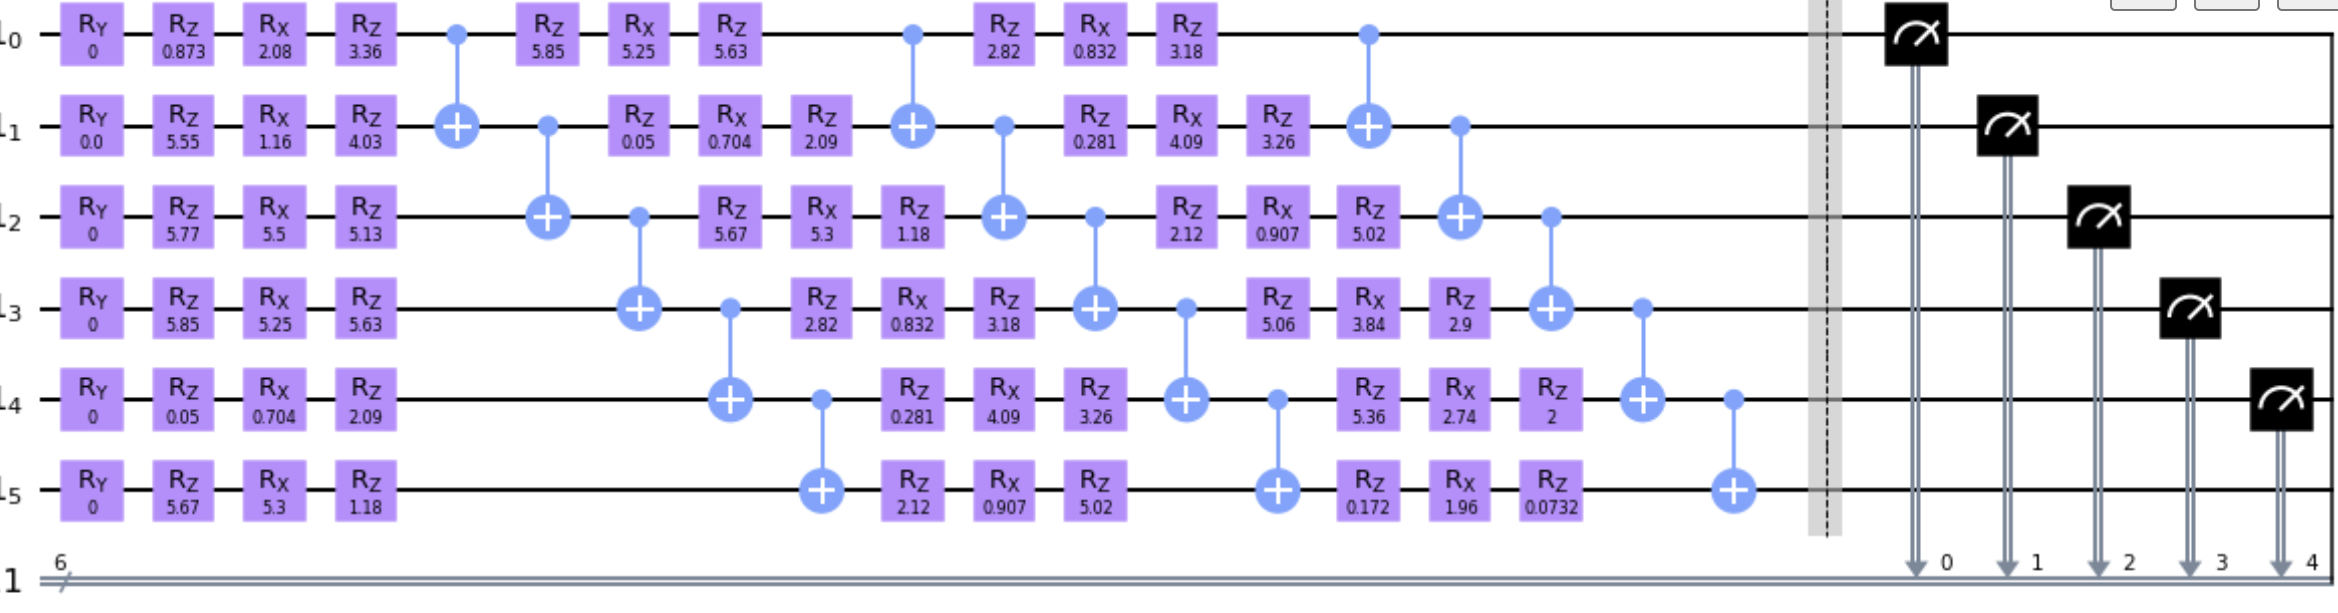 0 RY RZ RX RZ RZ RX RZ RZ RX RZ
0 0.873 2.08 3.36 5.85 5.25 5.63 2.82 0.832 3.18
1 RY RZ RX RZ RZ RX RZ RZ RX RZ
0.0 5.55 1.16 4.03 0.05 0.704 2.09 0.281 4.09 3.26
2 RY RZ RX RZ RZ RX RZ RZ RX RZ
0 5.77 5.5 5.13 5.67 5.3 1.18 2.12 0.907 5.02
3 RY RZ RX RZ RZ RX RZ RZ RX RZ
0 5.85 5.25 5.63 2.82 0.832 3.18 5.06 3.84 2.9
4 RY RZ RX RZ RZ RX RZ RZ RX RZ
0 0.05 0.704 2.09 0.281 4.09 3.26 5.36 2.74 2
5 RY RZ RX RZ RZ RX RZ RZ RX RZ
0 5.67 5.3 1.18 2.12 0.907 5.02 0.172 1.96 0.0732
6 0 1 2 3 4
1